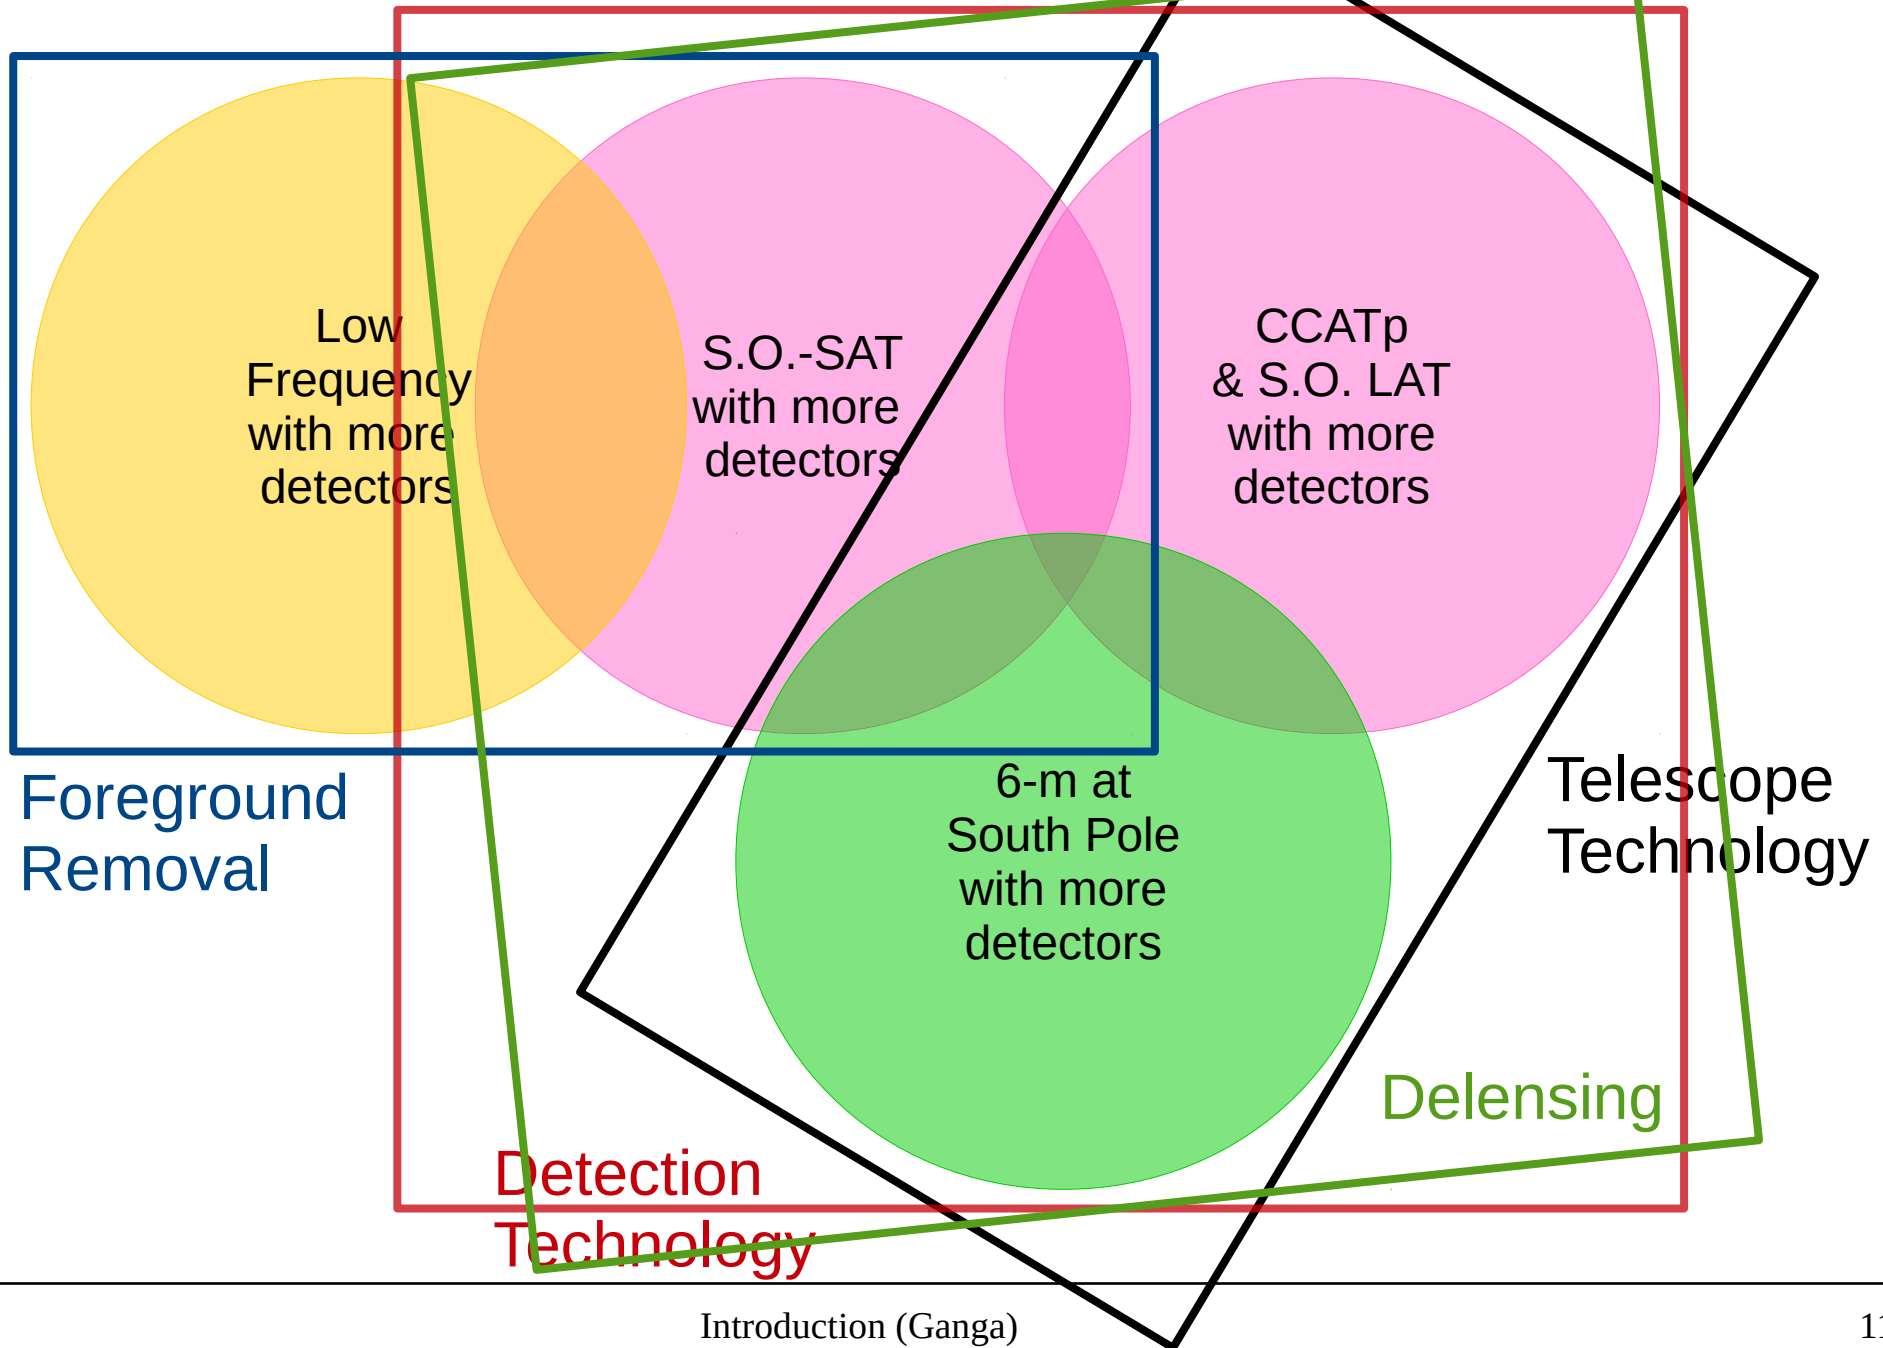 Low
Frequency
with more
detectors
S.O.-SAT
with more
detectors
CCATp
& S.O. LAT
with more
detectors
6-m at
South Pole
with more
detectors
Foreground
Removal
Telescope
Technology
Delensing
Detection
Technology
Introduction (Ganga)
11